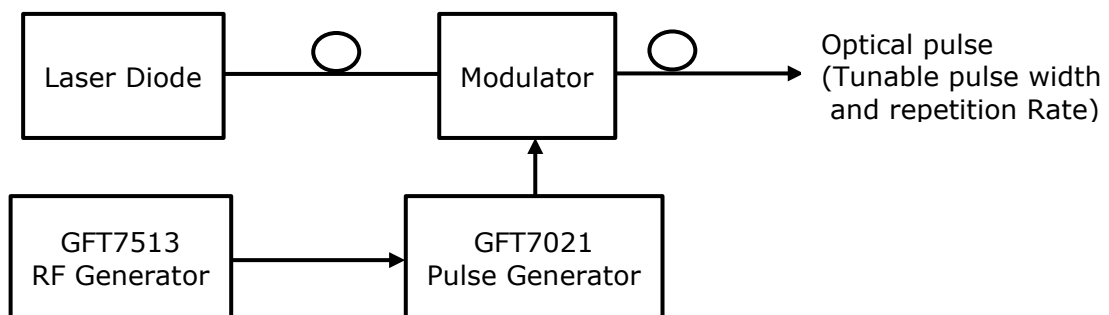 Laser Diode
Modulator
Optical pulse
(Tunable pulse width
and repetition Rate)
GFT7513
RF Generator
GFT7021
Pulse Generator